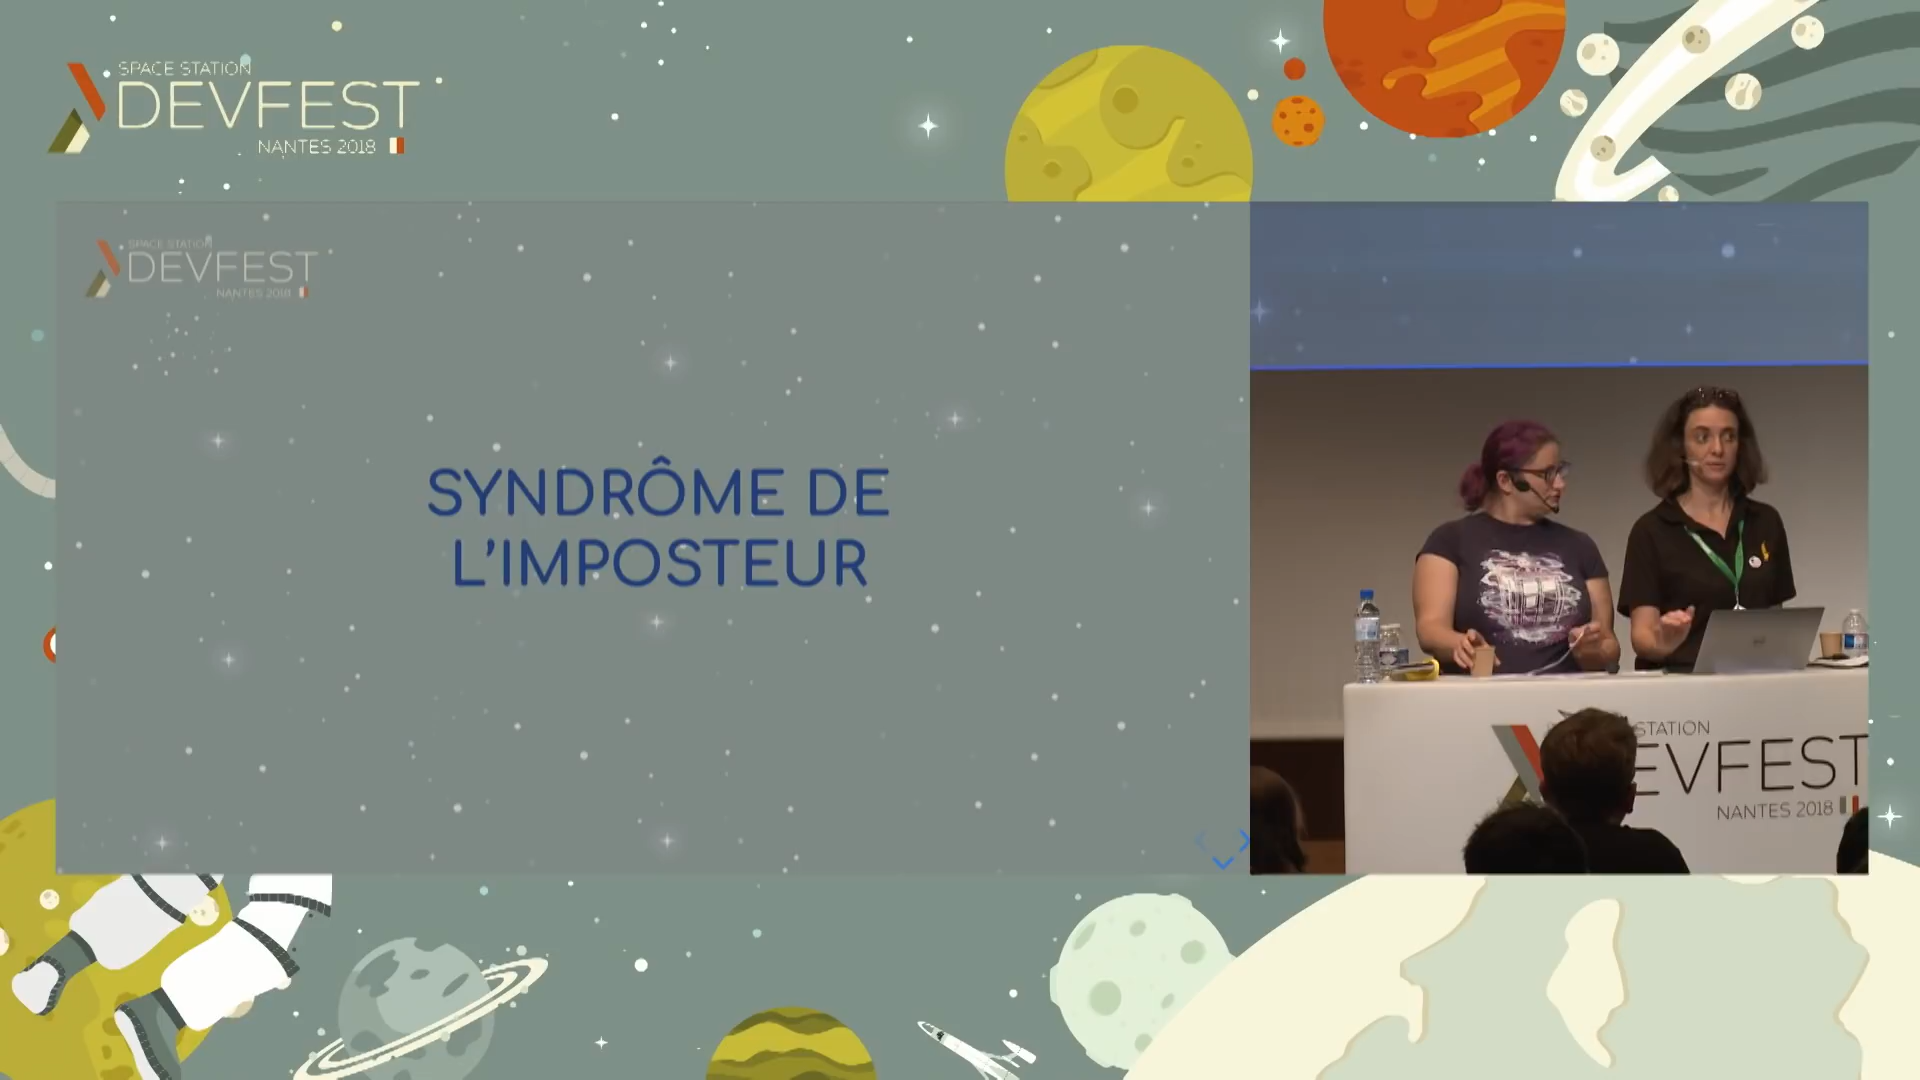 SPACE STATION
DEVFEST
NANTES 2018
SPACE STATION
DEVFEST
NANTES 2018
SYNDRÔME DE
L'IMPOSTEUR
STATION
EVFEST
NANTES 2018